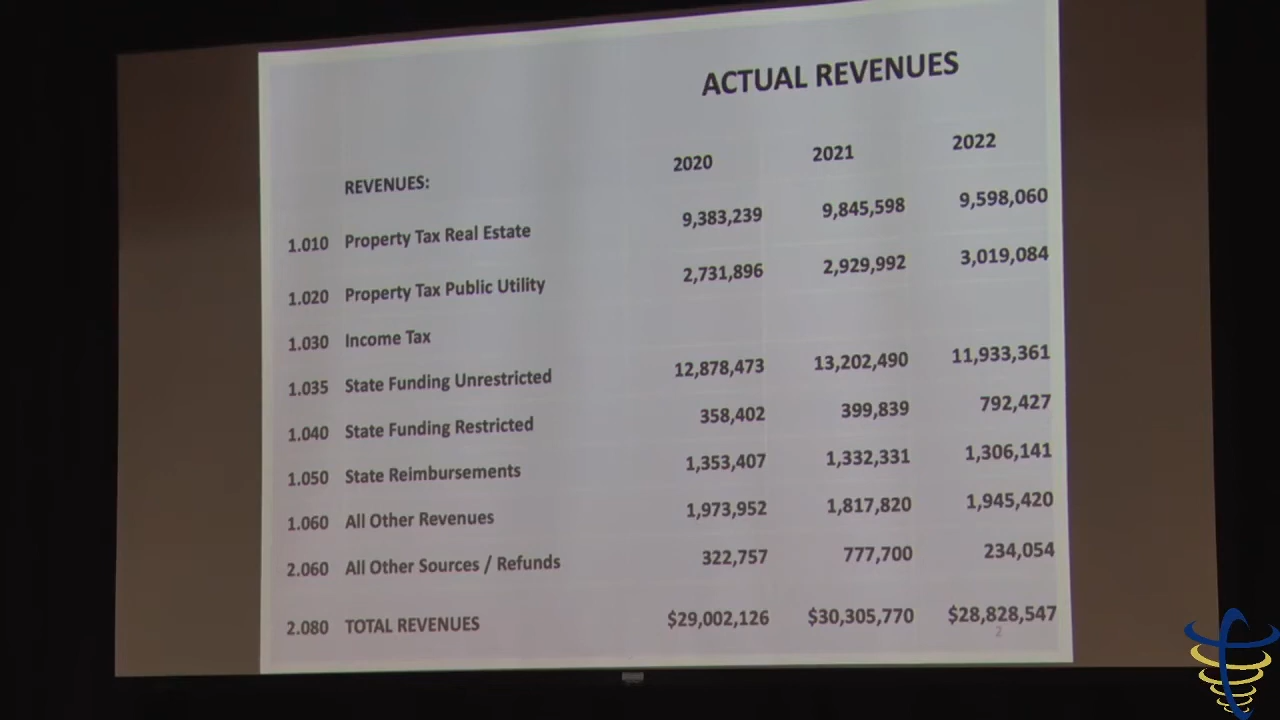 ACTUAL REVENUES
REVENUES: 2020 2021 2022
1.010 Property Tax Real Estate 9,383,239 9,845,598 9,598,060
1.020 Property Tax Public Utility 2,731,896 2,929,992 3,019,084
1.030 Income Tax
1.035 State Funding Unrestricted 12,878,473 13,202,490 11,933,361
1.040 State Funding Restricted 358,402 399,839 792,427
1.050 State Reimbursements 1,353,407 1,332,331 1,306,141
1.060 All Other Revenues 1,973,952 1,817,820 1,945,420
2.060 All Other Sources / Refunds 322,757 777,700 234,054
2.080 TOTAL REVENUES $29,002,126 $30,305,770 $28,828,547
2